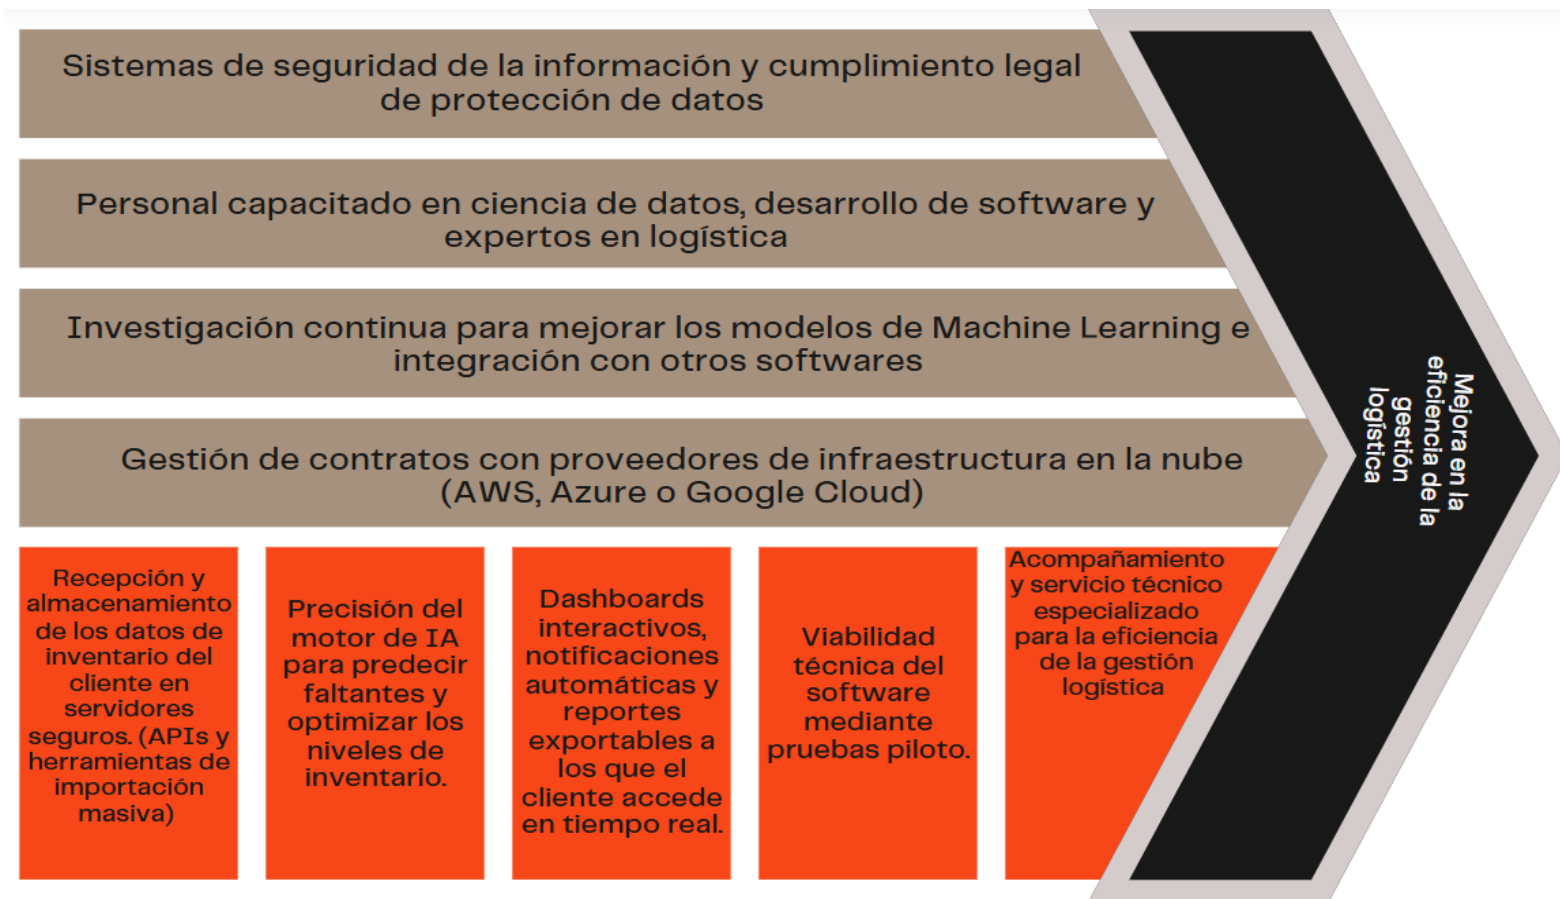 Sistemas de seguridad de la información y cumplimiento legal
de protección de datos
Personal capacitado en ciencia de datos, desarrollo de software y
expertos en logística
Investigación continua para mejorar los modelos de Machine Learning e
integración con otros softwares
Gestión de contratos con proveedores de infraestructura en la nube
(AWS, Azure o Google Cloud)
Recepción y
almacenamiento
de los datos de
inventario del
cliente en
servidores
seguros. (APIs y
herramientas de
importación
masiva)
Precisión del
motor de IA
para predecir
faltantes y
optimizar los
niveles de
inventario.
Dashboards
interactivos,
notificaciones
automáticas y
reportes
exportables a
los que el
cliente accede
en tiempo real.
Viabilidad
técnica del
software
mediante
pruebas piloto.
Acompañamiento
y servicio técnico
especializado
para la eficiencia
de la gestión
logística
Mejora en la
eficiencia de la
gestión
logística